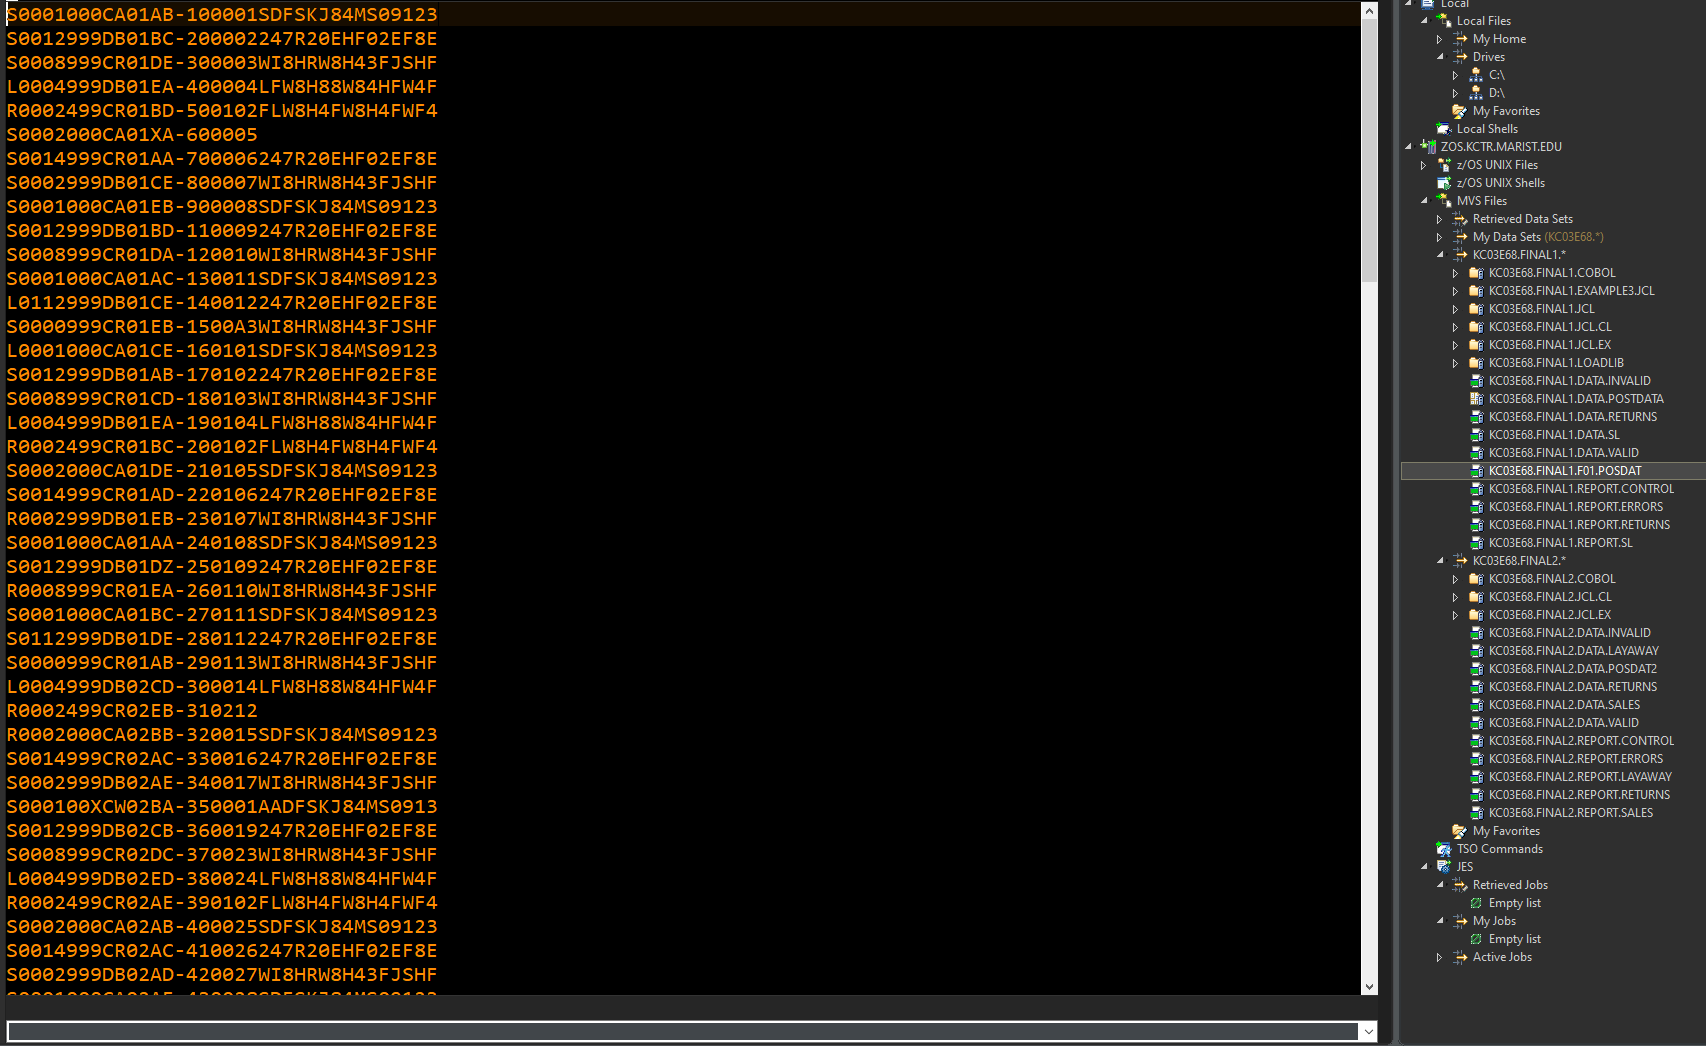 S0001000CA01AB-100001SDFSKJ84MS09123
S0012999DB01BC-200002247R20EHF02EF8E
S0008999CR01DE-300003WI8HRW8H43FJSHF
L0004999DB01EA-400004LFW8H88W84HFW4F
R0002499CR01BD-500102FLW8H4FW8H4FWF4
S0002000CA01XA-600005
S0014999CR01AA-700006247R20EHF02EF8E
S0002999DB01CE-800007WI8HRW8H43FJSHF
S0001000CA01EB-900008SDFSKJ84MS09123
S0012999DB01BD-110009247R20EHF02EF8E
S0008999CR01DA-120010WI8HRW8H43FJSHF
S0001000CA01AC-130011SDFSKJ84MS09123
L0112999DB01CE-140012247R20EHF02EF8E
S0000999CR01EB-1500A3WI8HRW8H43FJSHF
L0001000CA01CE-160101SDFSKJ84MS09123
S0012999DB01AB-170102247R20EHF02EF8E
S0008999CR01CD-180103WI8HRW8H43FJSHF
L0004999DB01EA-190104LFW8H88W84HFW4F
R0002499CR01BC-200102FLW8H4FW8H4FWF4
S0002000CA01DE-210105SDFSKJ84MS09123
S0014999CR01AD-220106247R20EHF02EF8E
R0002999DB01EB-230107WI8HRW8H43FJSHF
S0001000CA01AA-240108SDFSKJ84MS09123
S0012999DB01DZ-250109247R20EHF02EF8E
R0008999CR01EA-260110WI8HRW8H43FJSHF
S0001000CA01BC-270111SDFSKJ84MS09123
S0112999DB01DE-280112247R20EHF02EF8E
S0000999CR01AB-290113WI8HRW8H43FJSHF
L0004999DB02CD-300014LFW8H88W84HFW4F
R0002499CR02EB-310212
R0002000CA02BB-320015SDFSKJ84MS09123
S0014999CR02AC-330016247R20EHF02EF8E
S0002999DB02AE-340017WI8HRW8H43FJSHF
S000100XCW02BA-350001AADFSKJ84MS0913
S0012999DB02CB-360019247R20EHF02EF8E
S0008999CR02DC-370023WI8HRW8H43FJSHF
L0004999DB02ED-380024LFW8H88W84HFW4F
R0002499CR02AE-390102FLW8H4FW8H4FWF4
S0002000CA02AB-400025SDFSKJ84MS09123
S0014999CR02AC-410026247R20EHF02EF8E
S0002999DB02AD-420027WI8HRW8H43FJSHF
Local
Local Files
My Home
Drives
C:\
D:\
My Favorites
Local Shells
ZOS.KCTR.MARIST.EDU
z/OS UNIX Files
z/OS UNIX Shells
MVS Files
Retrieved Data Sets
My Data Sets (KC03E68.*)
KC03E68.FINAL1.*
KC03E68.FINAL1.COBOL
KC03E68.FINAL1.EXAMPLE3.JCL
KC03E68.FINAL1.JCL
KC03E68.FINAL1.JCL.CL
KC03E68.FINAL1.JCL.EX
KC03E68.FINAL1.LOADLIB
KC03E68.FINAL1.DATA.INVALID
KC03E68.FINAL1.DATA.POSTDATA
KC03E68.FINAL1.DATA.RETURNS
KC03E68.FINAL1.DATA.SL
KC03E68.FINAL1.DATA.VALID
KC03E68.FINAL1.F01.POSDAT
KC03E68.FINAL1.REPORT.CONTROL
KC03E68.FINAL1.REPORT.ERRORS
KC03E68.FINAL1.REPORT.RETURNS
KC03E68.FINAL1.REPORT.SL
KC03E68.FINAL2.*
KC03E68.FINAL2.COBOL
KC03E68.FINAL2.JCL.CL
KC03E68.FINAL2.JCL.EX
KC03E68.FINAL2.DATA.INVALID
KC03E68.FINAL2.DATA.LAYAWAY
KC03E68.FINAL2.DATA.POSDAT2
KC03E68.FINAL2.DATA.RETURNS
KC03E68.FINAL2.DATA.SALES
KC03E68.FINAL2.DATA.VALID
KC03E68.FINAL2.REPORT.CONTROL
KC03E68.FINAL2.REPORT.ERRORS
KC03E68.FINAL2.REPORT.LAYAWAY
KC03E68.FINAL2.REPORT.RETURNS
KC03E68.FINAL2.REPORT.SALES
My Favorites
TSO Commands
JES
Retrieved Jobs
Empty list
My Jobs
Empty list
Active Jobs